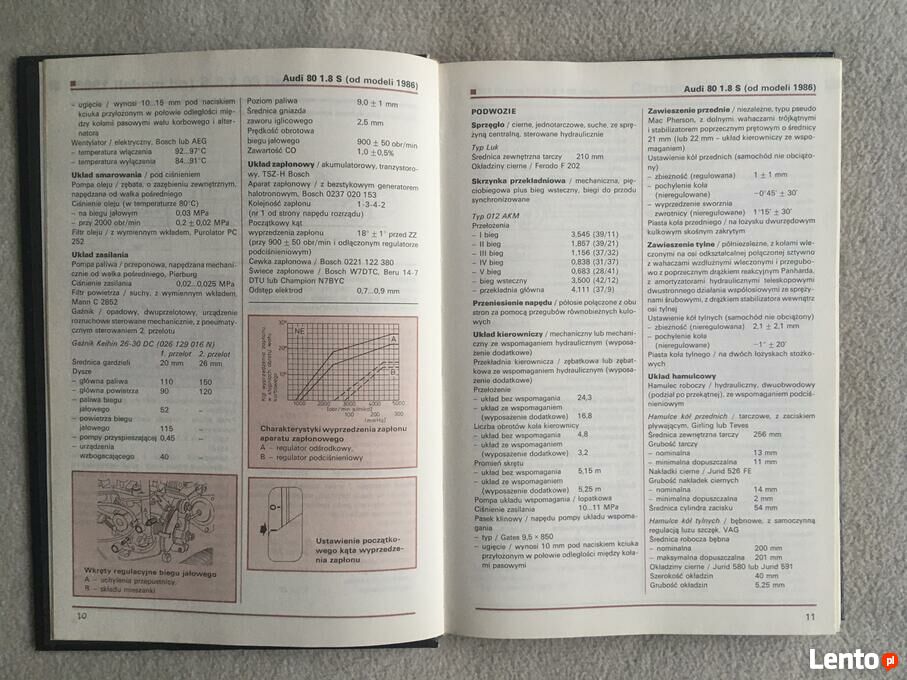 Audi 80 1.8 S (od modeli 1986)
– ugięcie / wynosi 10...15 mm pod naciskiem
kciuka przyłożonym w połowie odległości mię-
dzy kołami pasowymi wału korbowego i alter-
natora
Wentylator / elektryczny, Bosch lub AEG
– temperatura włączenia 92...97°C
– temperatura wyłączenia 84...91°C
Układ smarowania / pod ciśnieniem
Pompa oleju / zębata, o zazębieniu zewnętrznym,
napędzana od wałka pośredniego
Ciśnienie oleju (w temperaturze 80°C)
– na biegu jałowym 0,03 MPa
– przy 2000 obr/min 0,2 ± 0,02 MPa
Filtr oleju / z wymiennym wkładem, Purolator PC
252
Układ zasilania
Pompa paliwa / przeponowa, napędzana mechani-
cznie od wałka pośredniego, Pierburg
Ciśnienie zasilania 0,02...0,025 MPa
Filtr powietrza / suchy, z wymiennym wkładem,
Mann C 2852
Gaźnik / opadowy, dwuprzelotowy, urządzenie
rozruchowe sterowane mechanicznie, z pneumaty-
cznym sterowaniem 2. przelotu
Gaźnik Keihin 26-30 DC (026 129 016 N)
1. przelot 2. przelot
Średnica gardzieli 20 mm 26 mm
Dysze
– główna paliwa 110 150
– główna powietrza 90 120
– paliwa biegu
jałowego 52 –
– powietrza biegu
jałowego 115 –
– pompy przyspieszającej 0,45 –
– urządzenia
wzbogacającego 40 –
Wkręty regulacyjne biegu jałowego
A – uchylenia przepustnicy,
B – składu mieszanki
10
Poziom paliwa 9,0 ± 1 mm
Średnica gniazda
zaworu iglicowego 2,5 mm
Prędkość obrotowa
biegu jałowego 900 ± 50 obr/min
Zawartość CO 1,0 ±0,5%
Układ zapłonowy / akumulatorowy, tranzystoro-
wy, TSZ-H Bosch
Aparat zapłonowy / z bezstykowym generatorem
halotronowym, Bosch 0237 020 153
Kolejność zapłonu 1-3-4-2
(nr 1 od strony napędu rozrządu)
Początkowy kąt
wyprzedzenia zapłonu 18° ± 1° przed ZZ
(przy 900 ± 50 obr/min i odłączonym regulatorze
podciśnieniowym)
Cewka zapłonowa / Bosch 0221 122 380
Świece zapłonowe / Bosch W7DTC, Beru 14-7
DTU lub Champion N7BYC
Odstęp elektrod 0,7...0,9 mm
Kąt wyprzedzenia zapłonu
w stopniach obrotu wału
korbowego
30°
20°
10°
NE
A
B
1000 2000 3000 4000 5000
[obr/min silnika]
100 200 300
[mmHg]
Charakterystyki wyprzedzenia zapłonu
aparatu zapłonowego
A – regulator odśrodkowy,
B – regulator podciśnieniowy
Ustawienie początko-
wego kąta wyprzedze-
nia zapłonu
Audi 80 1.8 S (od modeli 1986)
PODWOZIE
Sprzęgło / cierne, jednotarczowe, suche, ze sprę-
żyną centralną, sterowane hydraulicznie
Typ Luk
Średnica zewnętrzna tarczy 210 mm
Okładziny cierne / Ferodo F 202
Skrzynka przekładniowa / mechaniczna, pię-
ciobiegowa plus bieg wsteczny, biegi do przodu
synchronizowane
Typ 012 AKM
Przełożenia
– I bieg 3,545 (39/11)
– II bieg 1,857 (39/21)
– III bieg 1,156 (37/32)
– IV bieg 0,838 (31/37)
– V bieg 0,683 (28/41)
– bieg wsteczny 3,500 (42/12)
– przekładnia główna 4,111 (37/9)
Przeniesienie napędu / półosie połączone z obu
stron za pomocą przegubów równobieżnych kulo-
wych
Układ kierowniczy / mechaniczny lub mechani-
czny ze wspomaganiem hydraulicznym (wyposa-
żenie dodatkowe)
Przekładnia kierownicza / zębatkowa lub zębat-
kowa ze wspomaganiem hydraulicznym (wyposa-
żenie dodatkowe)
Przełożenie
– układ bez wspomagania 24,3
– układ ze wspomaganiem
(wyposażenie dodatkowe) 16,8
Liczba obrotów koła kierownicy
– układ bez wspomagania 4,8
– układ ze wspomaganiem
(wyposażenie dodatkowe) 3,2
Promień skrętu
– układ bez wspomagania 5,15 m
– układ ze wspomaganiem
(wyposażenie dodatkowe) 5,25 m
Pompa układu wspomagania / łopatkowa
Ciśnienie zasilania 10...11 MPa
Pasek klinowy / napędu pompy układu wspoma-
gania
– typ / Gates 9,5 × 850
– ugięcie / wynosi 10 mm pod naciskiem kciuka
przyłożonym w połowie odległości między koła-
mi pasowymi
Zawieszenie przednie / niezależne, typu pseudo
Mac Pherson, z dolnymi wahaczami trójkątnymi
i stabilizatorem poprzecznym prętowym o średnicy
21 mm (lub 22 mm – układ kierowniczy ze wspo-
maganiem)
Ustawienie kół przednich (samochód nie obciążo-
ny)
– zbieżność (regulowana) 1 ± 1 mm
– pochylenie koła
(nieregulowane) –0°45' ± 30'
– wyprzedzenie sworznia
zwrotnicy (nieregulowane) 1°15' ± 30'
Piasta koła przedniego / na łożysku dwurzędowym
kulkowym skośnym zakrytym
Zawieszenie tylne / półniezależne, z kołami wle-
czonymi na osi odkształcalnej połączonej sztywno
z wahaczami wzdłużnymi wleczonymi i przegubo-
wo z poprzecznym drążkiem reakcyjnym Panharda,
z amortyzatorami hydraulicznymi teleskopowymi
dwustronnego działania współosiowymi ze spręży-
nami śrubowymi, z drążkiem stabilizatora wewnątrz
osi tylnej
Ustawienie kół tylnych (samochód nie obciążony)
– zbieżność (nieregulowana) 2,1 ± 2,1 mm
– pochylenie koła
(nieregulowane) –1° ± 20'
Piasta koła tylnego / na dwóch łożyskach stożko-
wych
Układ hamulcowy
Hamulec roboczy / hydrauliczny, dwuobwodowy
(podział po przekątnej), ze wspomaganiem podciś-
nieniowym
Hamulce kół przednich / tarczowe, z zaciskiem
pływającym, Girling lub Teves
Średnica zewnętrzna tarczy 256 mm
Grubość tarczy
– nominalna 13 mm
– minimalna dopuszczalna 11 mm
Nakładki cierne / Jurid 526 FE
Grubość nakładek ciernych
– nominalna 14 mm
– minimalna dopuszczalna 2 mm
Średnica cylindra zacisku 54 mm
Hamulce kół tylnych / bębnowe, z samoczynną
regulacją luzu szczęk, VAG
Średnica robocza bębna
– nominalna 200 mm
– maksymalna dopuszczalna 201 mm
Okładziny cierne / Jurid 580 lub Jurid 591
Szerokość okładzin 40 mm
Grubość okładzin 5,25 mm
11
Lento pl